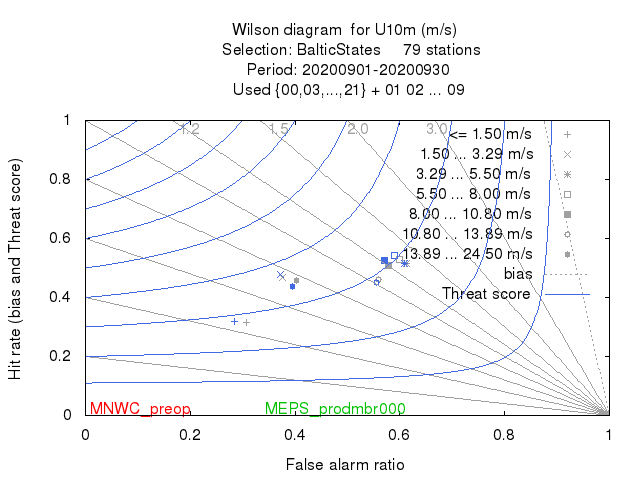 Wilson diagram  for U10m (m/s)
Selection: BalticStates     79 stations
Period: 20200901-20200930
Used {00,03,...,21} + 01 02 ... 09
1.2 1.5 2.0 3.0
<= 1.50 m/s
1.50 ... 3.29 m/s
3.29 ... 5.50 m/s
5.50 ... 8.00 m/s
8.00 ... 10.80 m/s
10.80 ... 13.89 m/s
13.89 ... 24.50 m/s
bias
Threat score
Hit rate (bias and Threat score)
1
0.8
0.6
0.4
0.2
0
MNWC_preop MEPS_prodmbr000
0 0.2 0.4 0.6 0.8 1
False alarm ratio